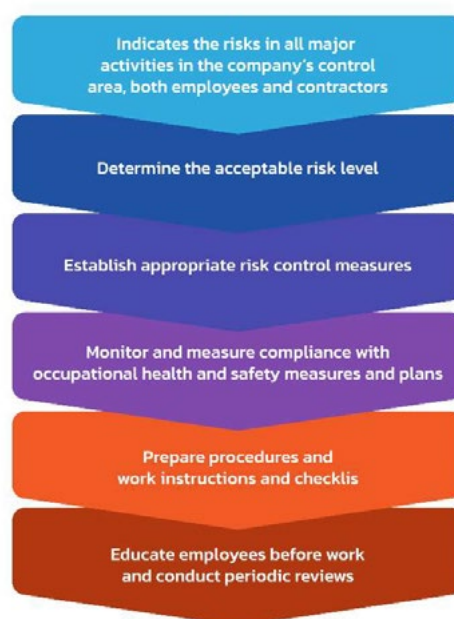 Indicates the risks in all major
activities in the company's control
area, both employees and contractors
Determine the acceptable risk level
Establish appropriate risk control measures
Monitor and measure compliance with
occupational health and safety measures and plans
Prepare procedures and
work instructions and checklis
Educate employees before work
and conduct periodic reviews